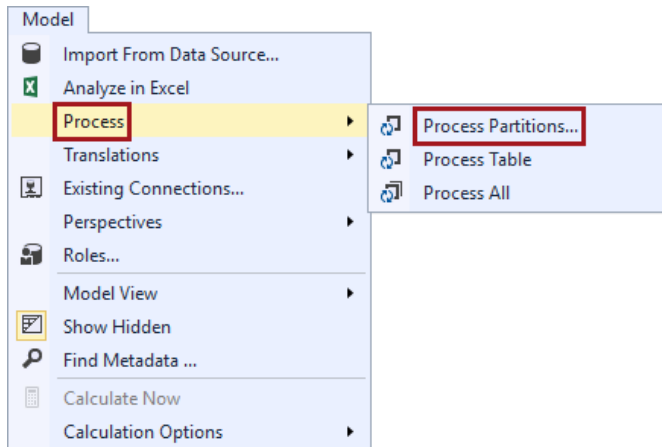 Model
Import From Data Source...
Analyze in Excel
Process
Process Partitions...
Translations
Process Table
Existing Connections...
Process All
Perspectives
Roles...
Model View
Show Hidden
Find Metadata ...
Calculate Now
Calculation Options